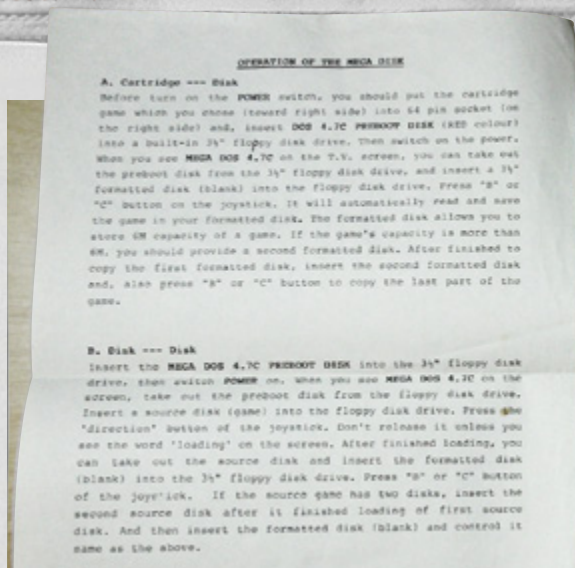 OPERATION OF THE MEGA DISK
A. Cartridge --- Disk
Before turn on the POWER switch, you should put the cartridge
game which you chose (toward right side) into 64 pin socket (on
the right side) and, insert DOS 4.7C PREBOOT DISK (RED colour)
into a built-in 3½" floppy disk drive. Then switch on the power.
When you see MEGA DOS 4.7C on the T.V. screen, you can take out
the preboot disk from the 3½" floppy disk drive, and insert a 3½"
formatted disk (blank) into the floppy disk drive. Press "B" or
"C" button on the joystick. It will automatically read and save
the game in your formatted disk. The formatted disk allows you to
store 6M capacity of a game. If the game's capacity is more than
6M, you should provide a second formatted disk. After finished to
copy the first formatted disk, insert the second formatted disk
and, also press "B" or "C" button to copy the last part of the
game.
B. Disk --- Disk
Insert the MEGA DOS 4.7C PREBOOT DISK into the 3½" floppy disk
drive, then switch POWER on. When you see MEGA DOS 4.7C on the
screen, take out the preboot disk from the floppy disk drive.
Insert a source disk (game) into the floppy disk drive. Press the
"direction" button of the joystick. Don't release it unless you
see the word 'loading' on the screen. After finished loading, you
can take out the source disk and insert the formatted disk
(blank) into the 3½" floppy disk drive. Press "B" or "C" button
of the joystick. If the source game has two disks, insert the
second source disk after it finished loading of first source
disk. And then insert the formatted disk (blank) and control it
same as the above.